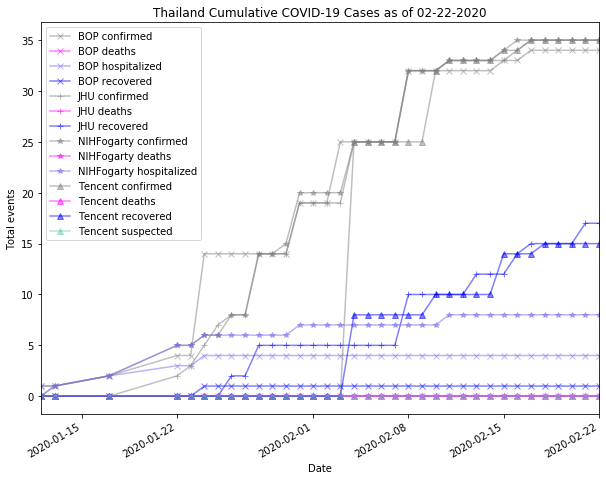 Thailand Cumulative COVID-19 Cases as of 02-22-2020
BOP confirmed
BOP deaths
BOP hospitalized
BOP recovered
JHU confirmed
JHU deaths
JHU recovered
NIHFogarty confirmed
NIHFogarty deaths
NIHFogarty hospitalized
Tencent confirmed
Tencent deaths
Tencent recovered
Tencent suspected
Total events
35
30
25
20
15
10
5
0
2020-01-15
2020-01-22
2020-02-01
2020-02-08
2020-02-15
2020-02-22
Date